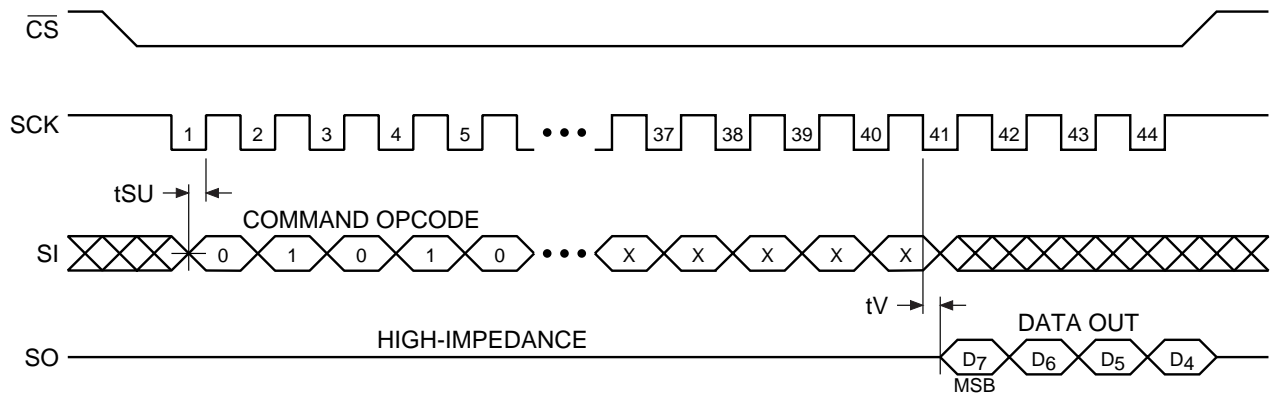 CS
SCK 1 2 3 4 5 ••• 37 38 39 40 41 42 43 44
tSU
COMMAND OPCODE
SI 0 1 0 1 0 ••• X X X X X
tV
HIGH-IMPEDANCE
DATA OUT
SO D7 D6 D5 D4
MSB